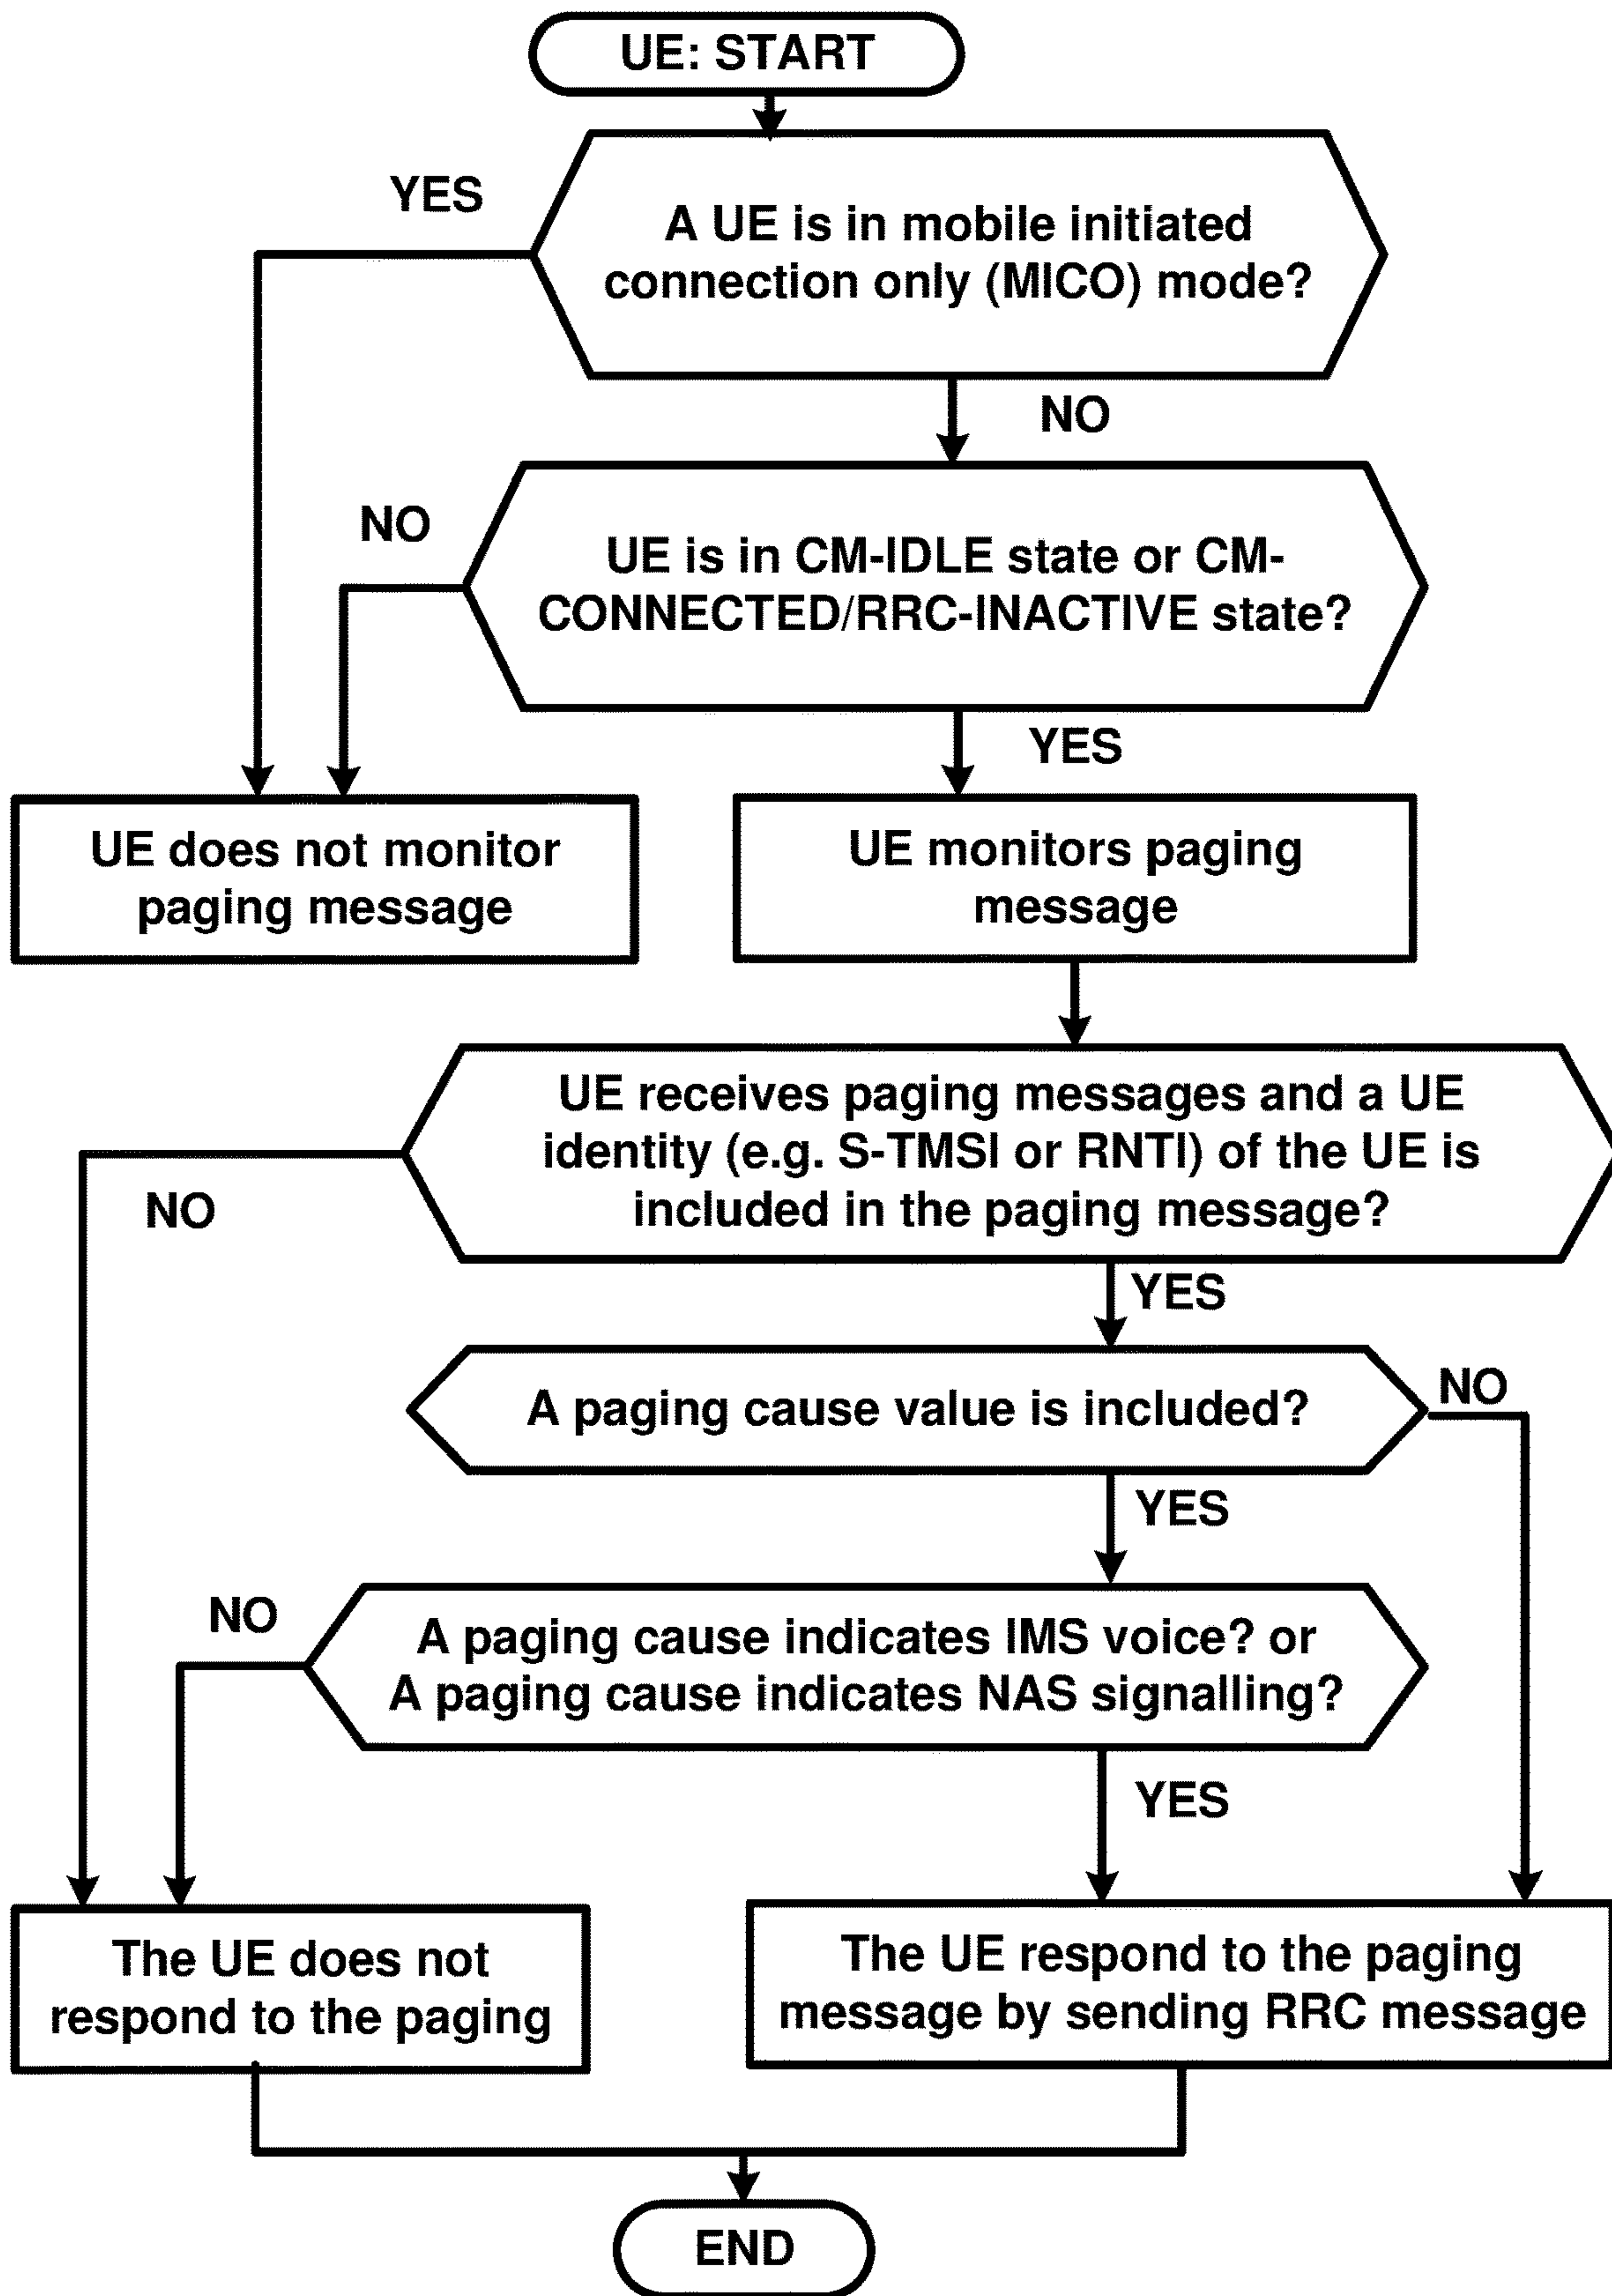 UE: START
YES
A UE is in mobile initiated
connection only (MICO) mode?
NO
NO
UE is in CM-IDLE state or CM-
CONNECTED/RRC-INACTIVE state?
YES
UE does not monitor
paging message
UE monitors paging
message
UE receives paging messages and a UE
identity (e.g. S-TMSI or RNTI) of the UE is
included in the paging message?
NO
YES
A paging cause value is included?
NO
YES
NO
A paging cause indicates IMS voice? or
A paging cause indicates NAS signalling?
YES
The UE does not
respond to the paging
The UE respond to the paging
message by sending RRC message
END